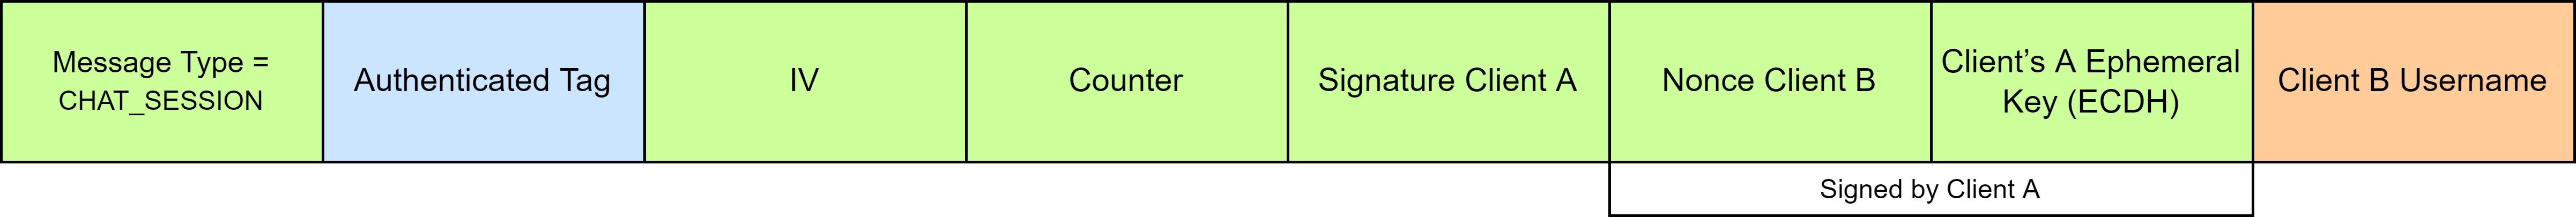 Message Type =
CHAT_SESSION
Authenticated Tag
IV
Counter
Signature Client A
Nonce Client B
Client’s A Ephemeral
Key (ECDH)
Client B Username
Signed by Client A